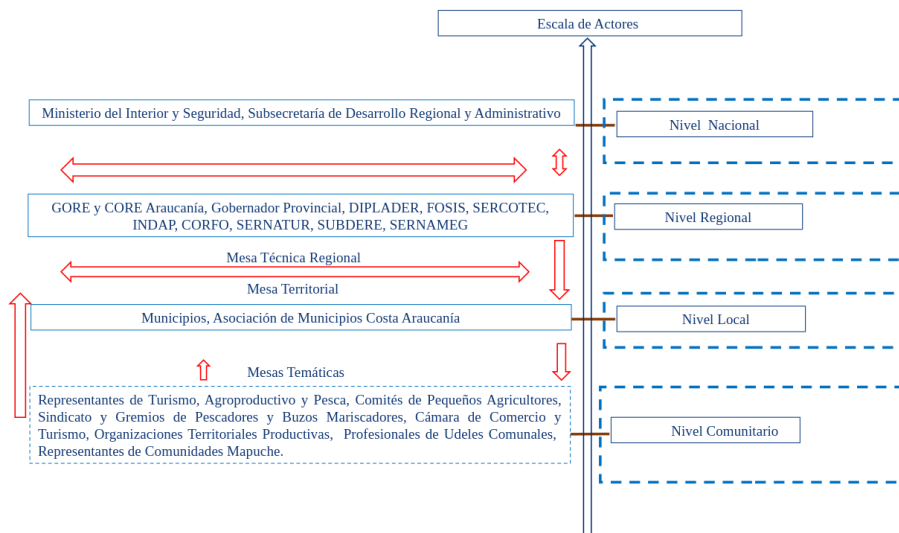 Escala de Actores
Ministerio del Interior y Seguridad, Subsecretaría de Desarrollo Regional y Administrativo
Nivel Nacional
GORE y CORE Araucanía, Gobernador Provincial, DIPLADER, FOSIS, SERCOTEC,
INDAP, CORFO, SERNATUR, SUBDERE, SERNAMEG
Nivel Regional
Mesa Técnica Regional
Mesa Territorial
Municipios, Asociación de Municipios Costa Araucanía
Nivel Local
Mesas Temáticas
Representantes de Turismo, Agroproductivo y Pesca, Comités de Pequeños Agricultores,
Sindicato y Gremios de Pescadores y Buzos Mariscadores, Cámara de Comercio y
Turismo, Organizaciones Territoriales Productivas, Profesionales de Udeles Comunales,
Representantes de Comunidades Mapuche.
Nivel Comunitario